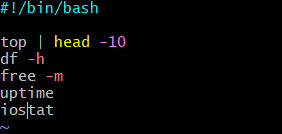 #!/bin/bash
top | head -10
df -h
free -m
uptime
iostat
~